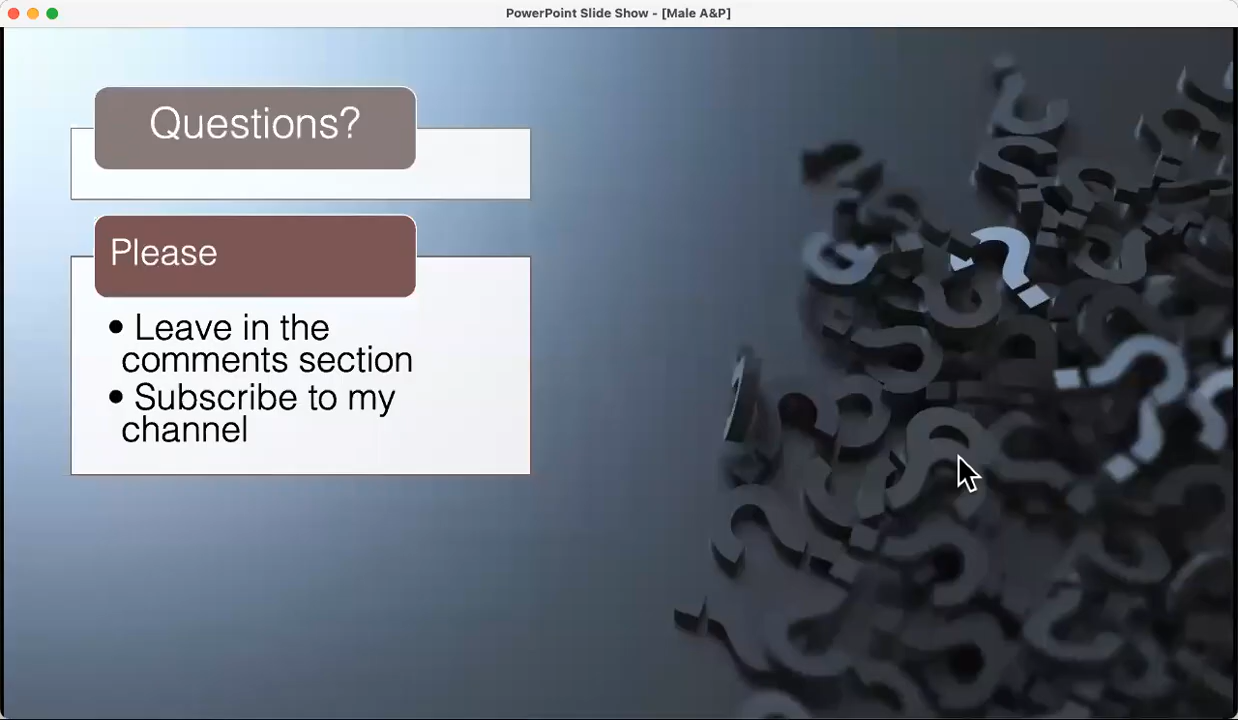 PowerPoint Slide Show - [Male A&P]
Questions?
Please
• Leave in the
comments section
• Subscribe to my
channel